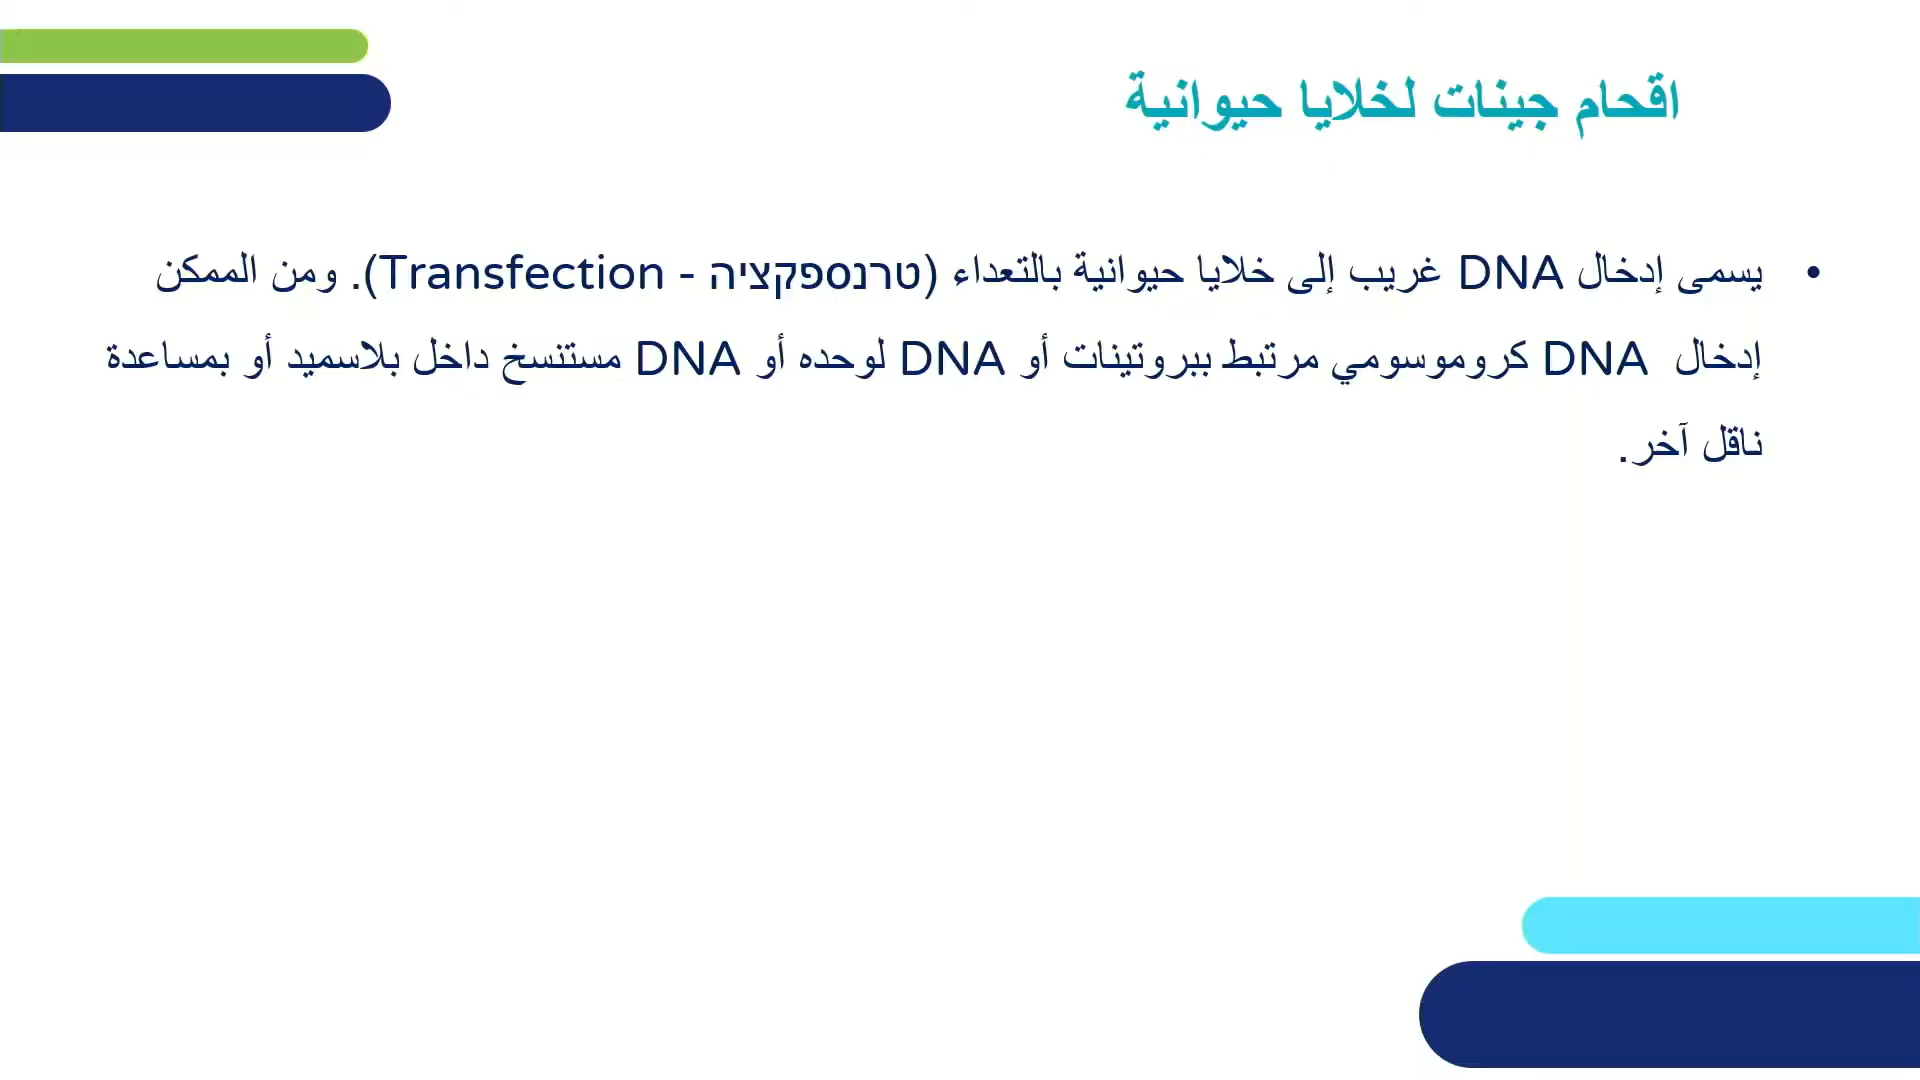 اقحام جينات لخلايا حيوانية
• يسمى إدخال DNA غريب إلى خلايا حيوانية بالتعداء (טרנספקציה - Transfection). ومن الممكن
إدخال DNA كروموسومي مرتبط ببروتينات أو DNA لوحده أو DNA مستنسخ داخل بلاسميد أو بمساعدة
ناقل آخر.